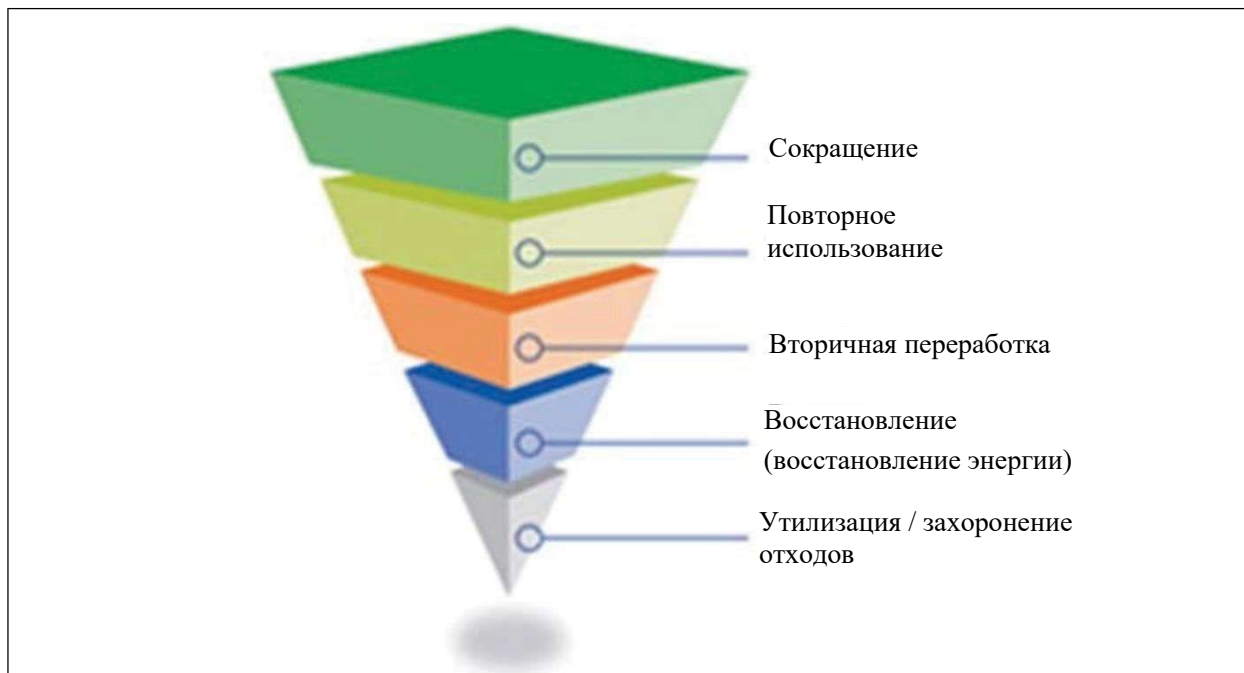 Сокращение
Повторное
использование
Вторичная переработка
Восстановление
(восстановление энергии)
Утилизация / захоронение
отходов